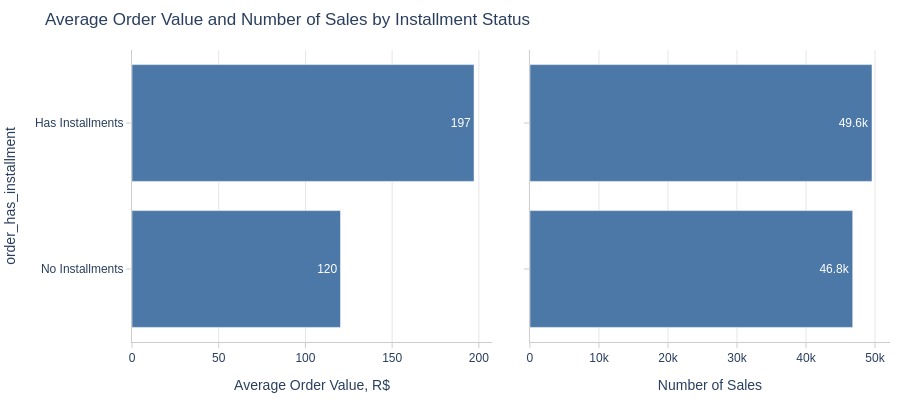 Average Order Value and Number of Sales by Installment Status
order_has_installment
Has Installments
No Installments
197
120
0 50 100 150 200
Average Order Value, R$
49.6k
46.8k
0 10k 20k 30k 40k 50k
Number of Sales